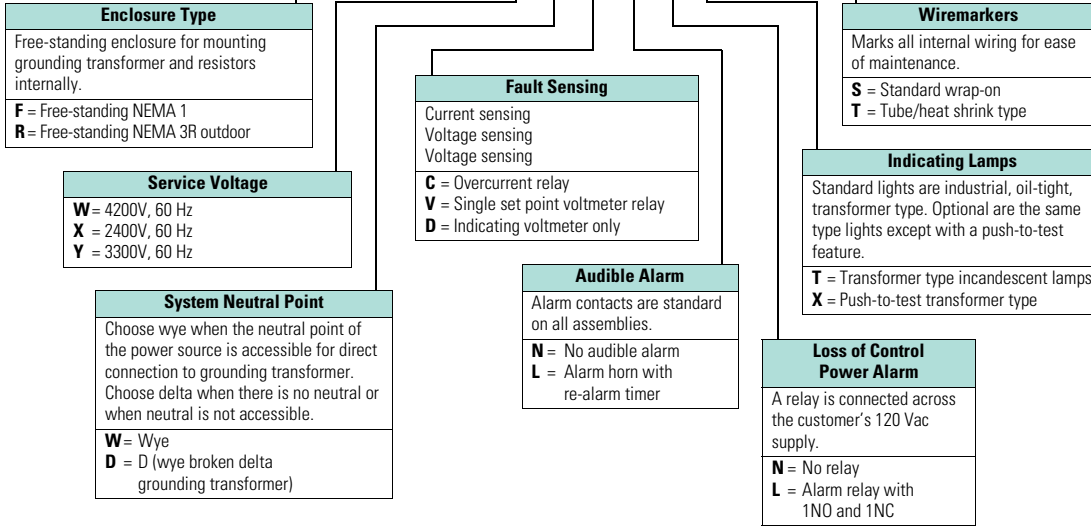 Enclosure Type
Free-standing enclosure for mounting
grounding transformer and resistors
internally.
F = Free-standing NEMA 1
R = Free-standing NEMA 3R outdoor
Service Voltage
W = 4200V, 60 Hz
X = 2400V, 60 Hz
Y = 3300V, 60 Hz
System Neutral Point
Choose wye when the neutral point of
the power source is accessible for direct
connection to grounding transformer.
Choose delta when there is no neutral or
when neutral is not accessible.
W = Wye
D = D (wye broken delta
grounding transformer)
Fault Sensing
Current sensing
Voltage sensing
Voltage sensing
C = Overcurrent relay
V = Single set point voltmeter relay
D = Indicating voltmeter only
Audible Alarm
Alarm contacts are standard
on all assemblies.
N = No audible alarm
L = Alarm horn with
re-alarm timer
Loss of Control
Power Alarm
A relay is connected across
the customer's 120 Vac
supply.
N = No relay
L = Alarm relay with
1NO and 1NC
Indicating Lamps
Standard lights are industrial, oil-tight,
transformer type. Optional are the same
type lights except with a push-to-test
feature.
T = Transformer type incandescent lamps
X = Push-to-test transformer type
Wiremarkers
Marks all internal wiring for ease
of maintenance.
S = Standard wrap-on
T = Tube/heat shrink type